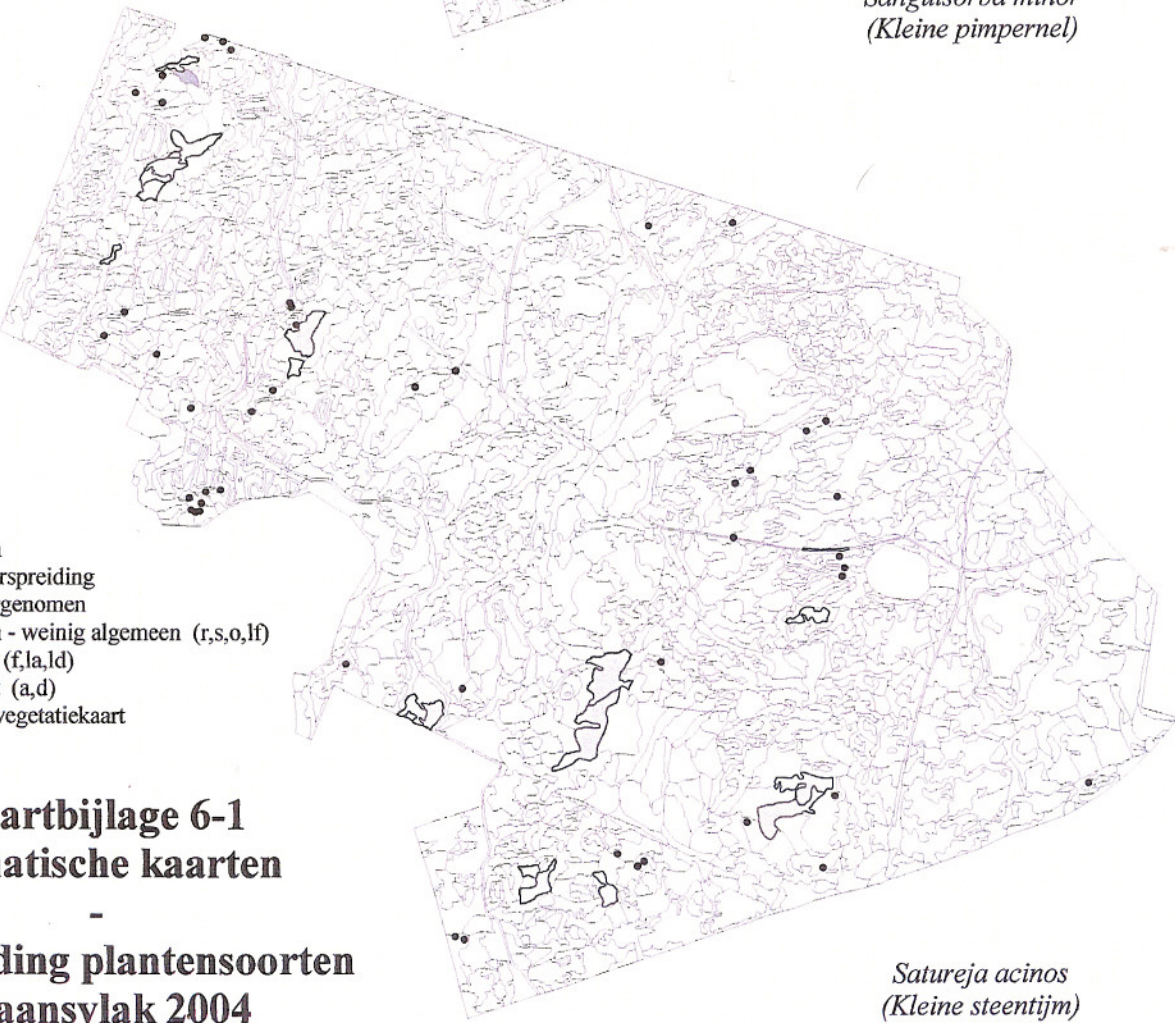 Sanguisorba minor
(Kleine pimpernel)
rspreiding
genomen
- weinig algemeen (r,s,o,lf)
(f,la,ld)
(a,d)
vegetatiekaart
artbijlage 6-1
natische kaarten
-
ding plantensoorten
aansvlak 2004
Satureja acinos
(Kleine steentijm)